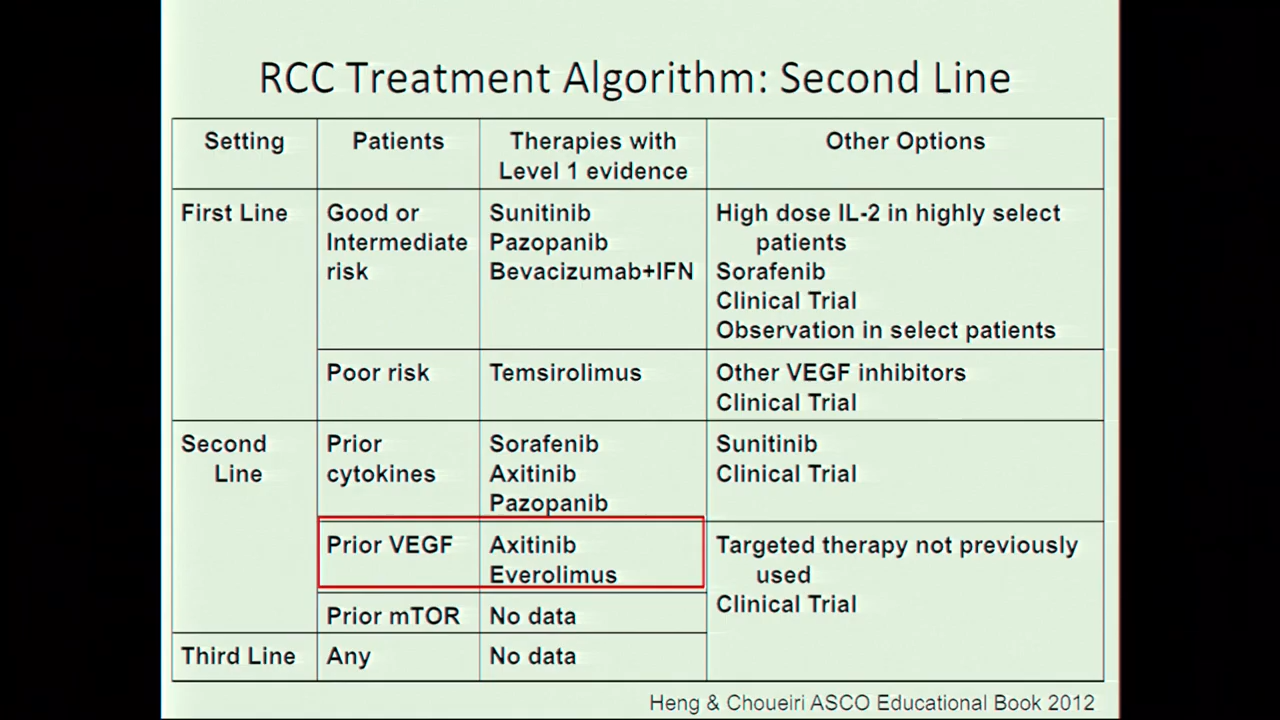 RCC Treatment Algorithm: Second Line
Setting
Patients
Therapies with
Level 1 evidence
Other Options
First Line
Good or
Intermediate
risk
Sunitinib
Pazopanib
Bevacizumab+IFN
High dose IL-2 in highly select
patients
Sorafenib
Clinical Trial
Observation in select patients
Poor risk
Temsirolimus
Other VEGF inhibitors
Clinical Trial
Second
Line
Prior
cytokines
Sorafenib
Axitinib
Pazopanib
Sunitinib
Clinical Trial
Prior VEGF
Axitinib
Everolimus
Targeted therapy not previously
used
Clinical Trial
Prior mTOR
No data
Third Line
Any
No data
Heng & Choueiri ASCO Educational Book 2012